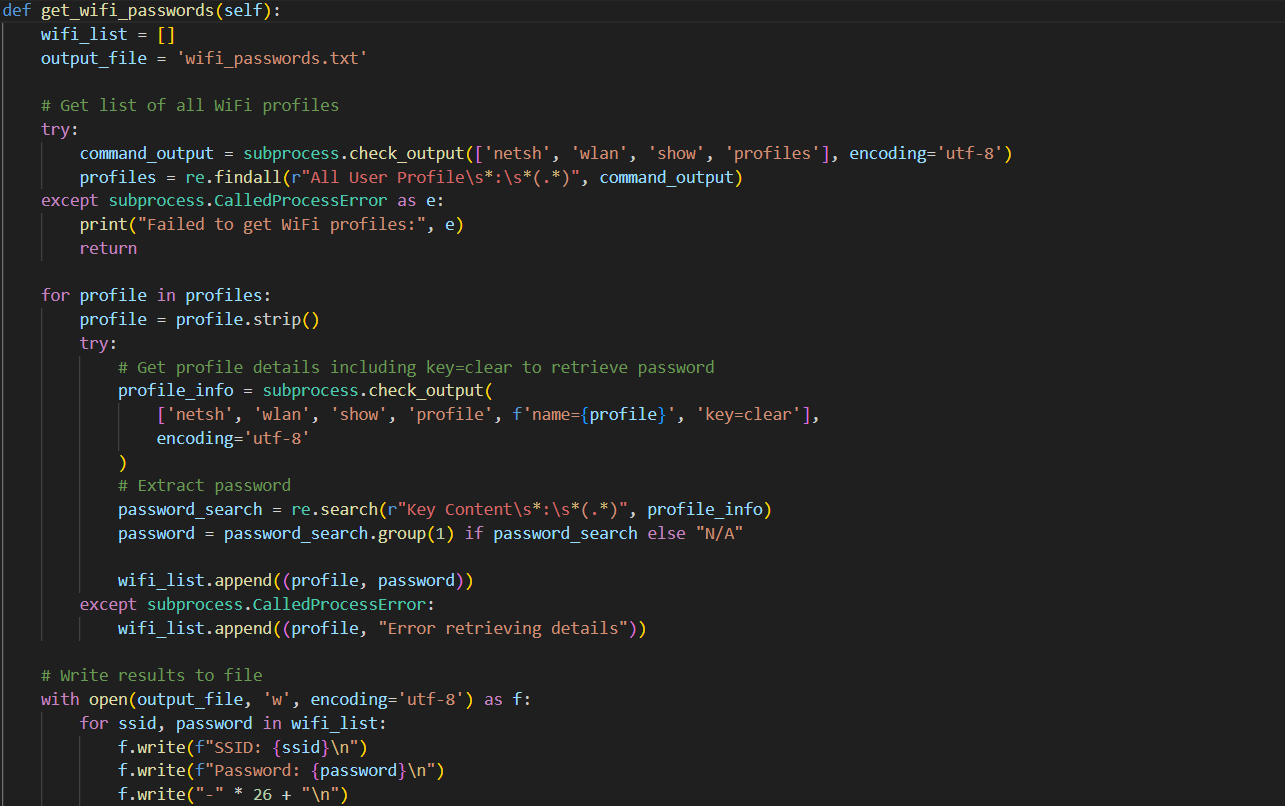 def get_wifi_passwords(self):
    wifi_list = []
    output_file = 'wifi_passwords.txt'

    # Get list of all WiFi profiles
    try:
        command_output = subprocess.check_output(['netsh', 'wlan', 'show', 'profiles'], encoding='utf-8')
        profiles = re.findall(r"All User Profile\s*:\s*(.*)", command_output)
    except subprocess.CalledProcessError as e:
        print("Failed to get WiFi profiles:", e)
        return

    for profile in profiles:
        profile = profile.strip()
        try:
            # Get profile details including key=clear to retrieve password
            profile_info = subprocess.check_output(
                ['netsh', 'wlan', 'show', 'profile', f'name={profile}', 'key=clear'],
                encoding='utf-8'
            )
            # Extract password
            password_search = re.search(r"Key Content\s*:\s*(.*)", profile_info)
            password = password_search.group(1) if password_search else "N/A"

            wifi_list.append((profile, password))
        except subprocess.CalledProcessError:
            wifi_list.append((profile, "Error retrieving details"))

    # Write results to file
    with open(output_file, 'w', encoding='utf-8') as f:
        for ssid, password in wifi_list:
            f.write(f"SSID: {ssid}\n")
            f.write(f"Password: {password}\n")
            f.write("-" * 26 + "\n")